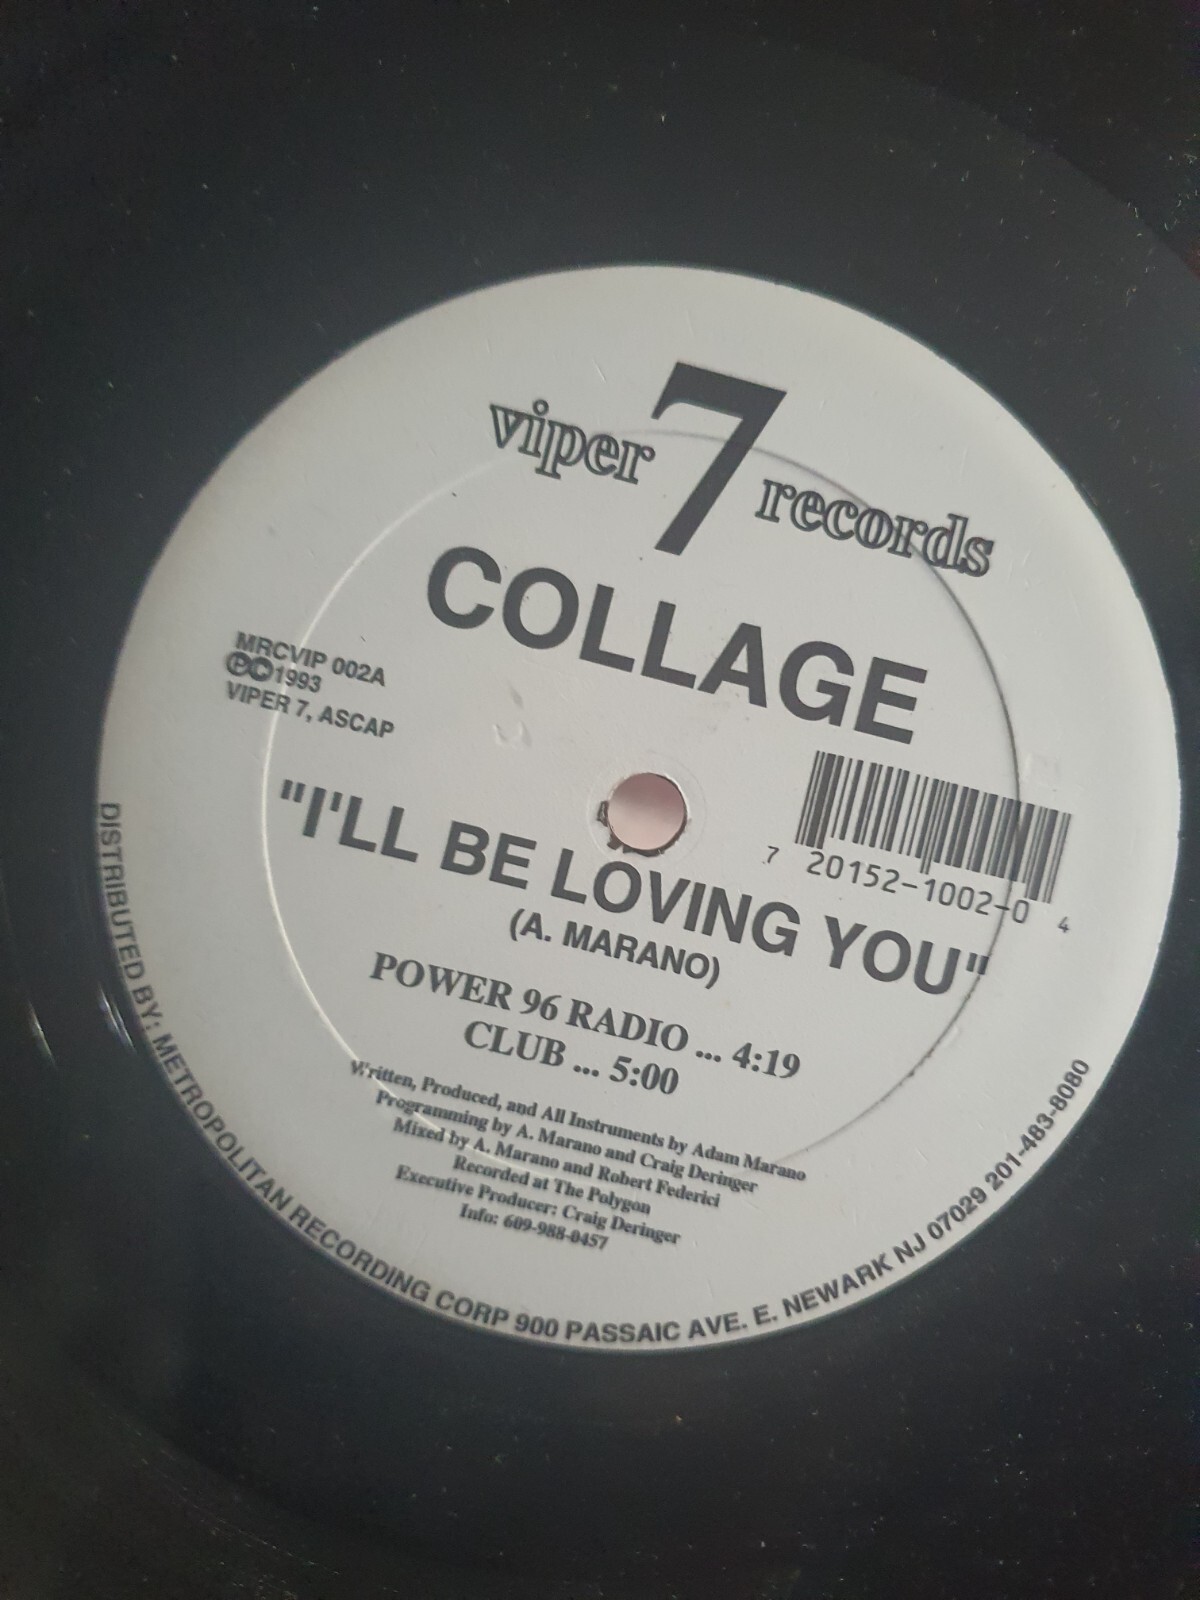 viper 7 records
COLLAGE
MRCVIP 002A
ⓅⒸ1993
VIPER 7, ASCAP
7 20152-1002-0 4
"I'LL BE LOVING YOU"
(A. MARANO)
POWER 96 RADIO ... 4:19
CLUB ... 5:00
Written, Produced, and All Instruments by Adam Marano
Programming by A. Marano and Craig Deringer
Mixed by A. Marano and Robert Federici
Recorded at The Polygon
Executive Producer: Craig Deringer
Info: 609-988-0457
DISTRIBUTED BY: METROPOLITAN RECORDING CORP 900 PASSAIC AVE. E. NEWARK NJ 07029 201-483-8080